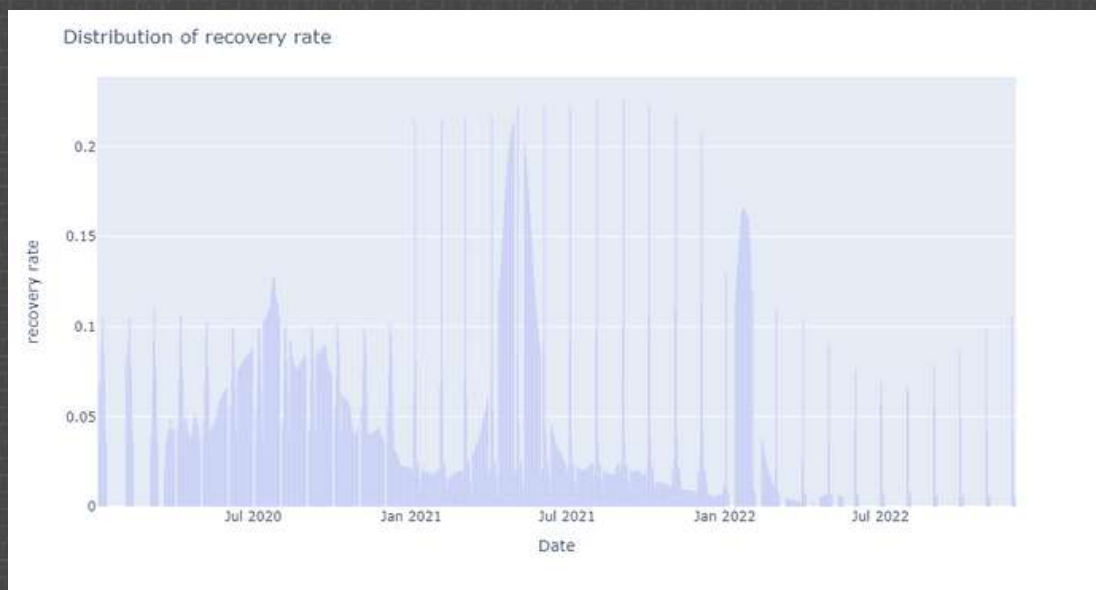 Distribution of recovery rate
recovery rate
0.2
0.15
0.1
0.05
0
Jul 2020
Jan 2021
Jul 2021
Jan 2022
Jul 2022
Date